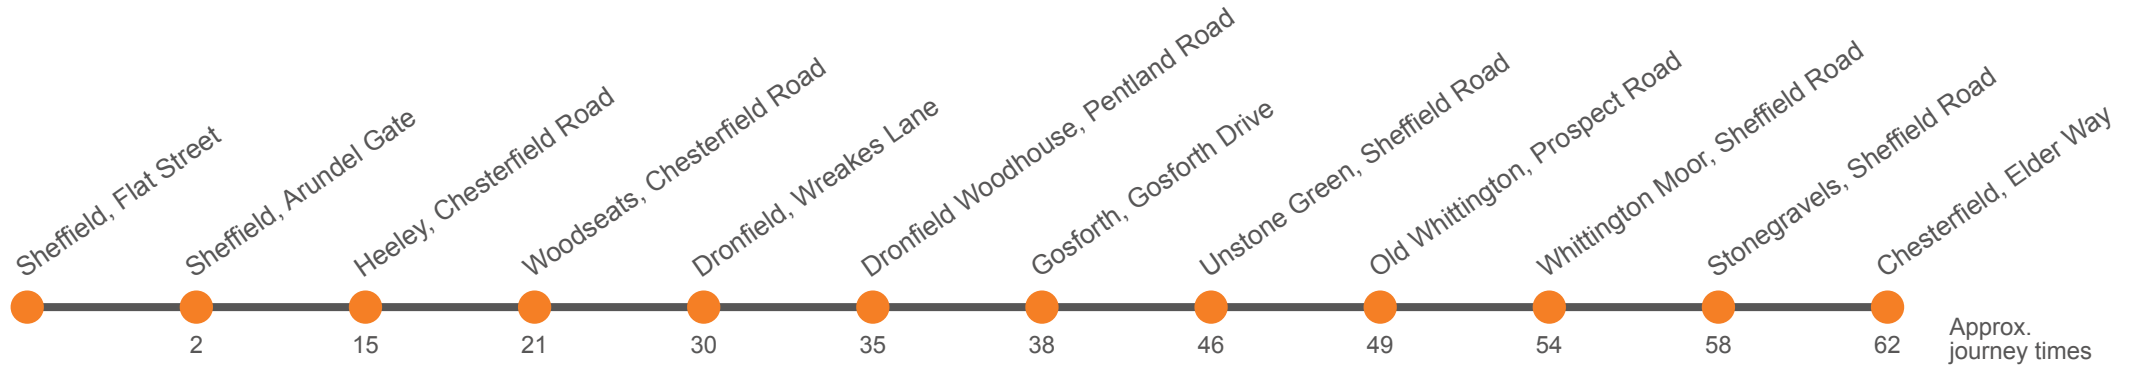 Sheffield, Flat Street
Sheffield, Arundel Gate
Heeley, Chesterfield Road
Woodseats, Chesterfield Road
Dronfield, Wreakes Lane
Dronfield Woodhouse, Pentland Road
Gosforth, Gosforth Drive
Unstone Green, Sheffield Road
Old Whittington, Prospect Road
Whittington Moor, Sheffield Road
Stonegravels, Sheffield Road
Chesterfield, Elder Way
2 15 21 30 35 38 46 49 54 58 62
Approx.
journey times